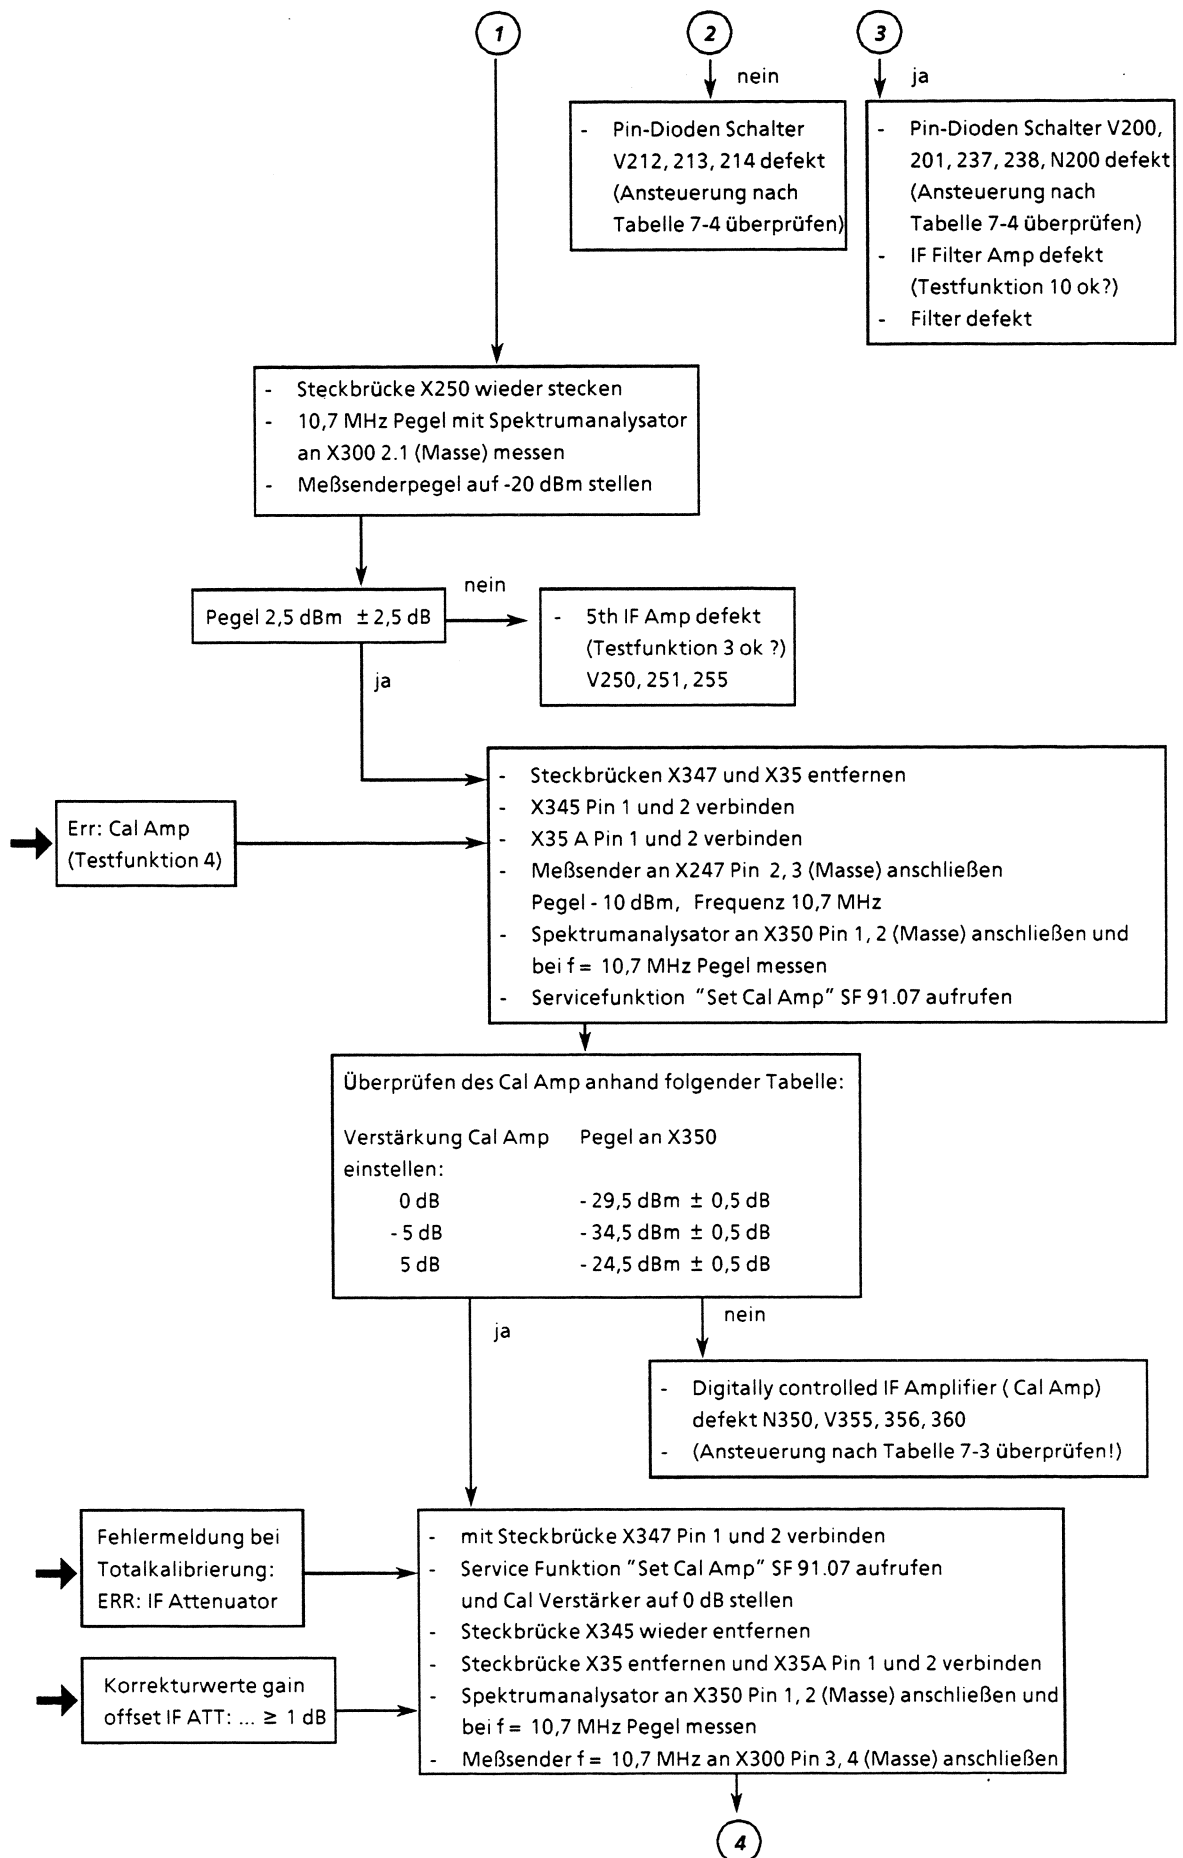 1
2
3
nein
ja
- Pin-Dioden Schalter
V212, 213, 214 defekt
(Ansteuerung nach
Tabelle 7-4 überprüfen)
- Pin-Dioden Schalter V200,
201, 237, 238, N200 defekt
(Ansteuerung nach
Tabelle 7-4 überprüfen)
- IF Filter Amp defekt
(Testfunktion 10 ok?)
- Filter defekt
- Steckbrücke X250 wieder stecken
- 10,7 MHz Pegel mit Spektrumanalysator
an X300 2.1 (Masse) messen
- Meßsenderpegel auf -20 dBm stellen
Pegel 2,5 dBm ± 2,5 dB
nein
- 5th IF Amp defekt
(Testfunktion 3 ok ?)
V250, 251, 255
ja
- Steckbrücken X347 und X35 entfernen
- X345 Pin 1 und 2 verbinden
- X35 A Pin 1 und 2 verbinden
- Meßsender an X247 Pin 2, 3 (Masse) anschließen
Pegel - 10 dBm, Frequenz 10,7 MHz
- Spektrumanalysator an X350 Pin 1, 2 (Masse) anschließen und
bei f = 10,7 MHz Pegel messen
- Servicefunktion "Set Cal Amp" SF 91.07 aufrufen
Err: Cal Amp
(Testfunktion 4)
Überprüfen des Cal Amp anhand folgender Tabelle:
Verstärkung Cal Amp Pegel an X350
einstellen:
0 dB - 29,5 dBm ± 0,5 dB
- 5 dB - 34,5 dBm ± 0,5 dB
5 dB - 24,5 dBm ± 0,5 dB
ja
nein
- Digitally controlled IF Amplifier ( Cal Amp)
defekt N350, V355, 356, 360
- (Ansteuerung nach Tabelle 7-3 überprüfen!)
Fehlermeldung bei
Totalkalibrierung:
ERR: IF Attenuator
Korrekturwerte gain
offset IF ATT: ... ≥ 1 dB
- mit Steckbrücke X347 Pin 1 und 2 verbinden
- Service Funktion "Set Cal Amp" SF 91.07 aufrufen
und Cal Verstärker auf 0 dB stellen
- Steckbrücke X345 wieder entfernen
- Steckbrücke X35 entfernen und X35A Pin 1 und 2 verbinden
- Spektrumanalysator an X350 Pin 1, 2 (Masse) anschließen und
bei f = 10,7 MHz Pegel messen
- Meßsender f = 10,7 MHz an X300 Pin 3, 4 (Masse) anschließen
4